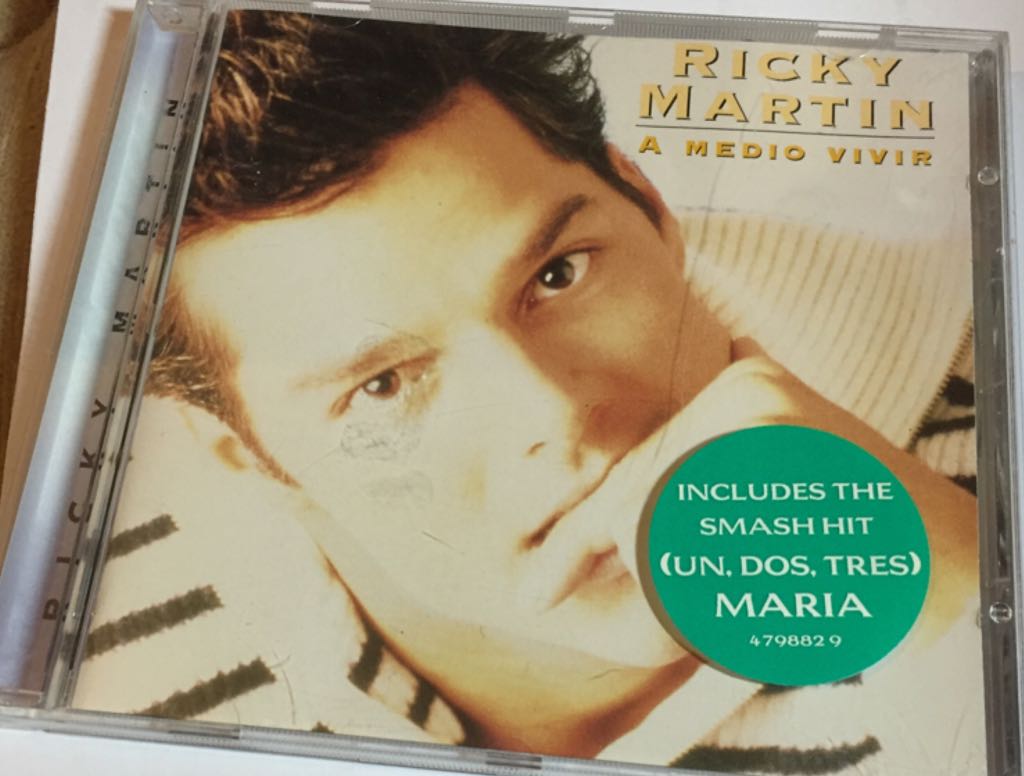 RICKY
MARTIN
A MEDIO VIVIR
RICKY MARTIN
INCLUDES THE
SMASH HIT
(UN, DOS, TRES)
MARIA
479882 9